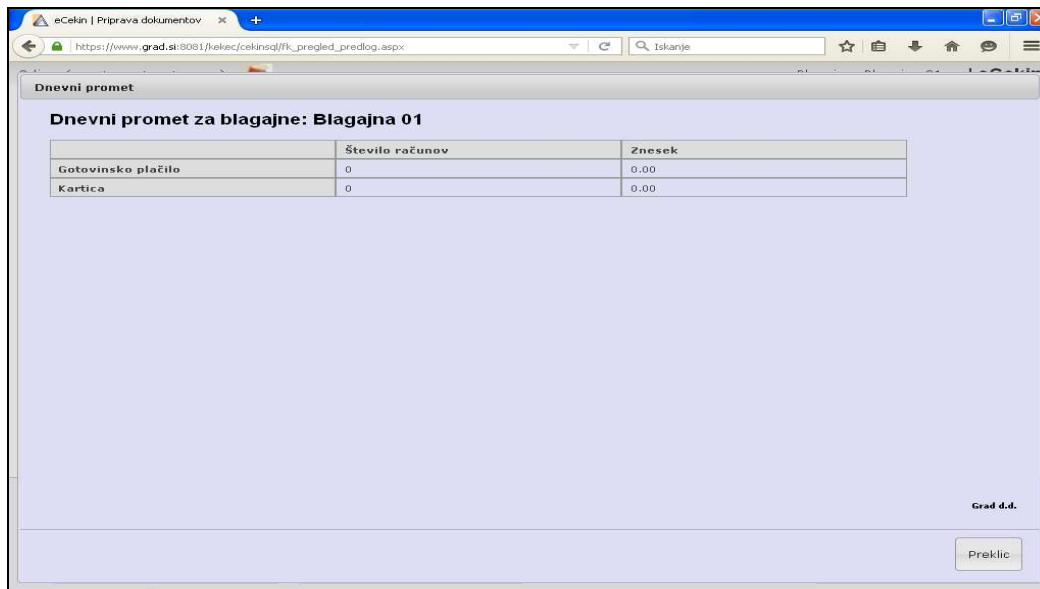 eCekin | Priprava dokumentov
https://www.grad.si:8081/kekec/cekinsql/fk_pregled_predlog.aspx
Iskanje
Dnevni promet
Dnevni promet za blagajne: Blagajna 01
Število računov Znesek
Gotovinsko plačilo 0 0.00
Kartica 0 0.00
Grad d.d.
Preklic